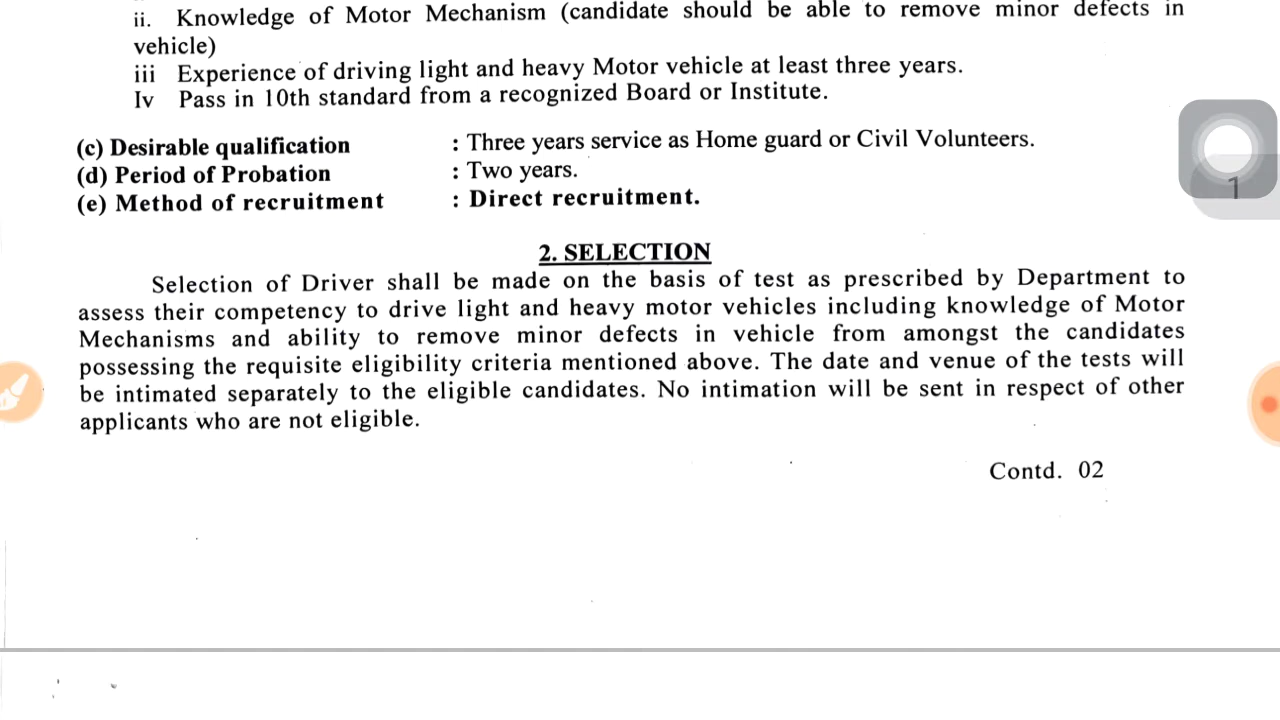 ii. Knowledge of Motor Mechanism (candidate should be able to remove minor defects in
vehicle)
iii Experience of driving light and heavy Motor vehicle at least three years.
Iv Pass in 10th standard from a recognized Board or Institute.
(c) Desirable qualification : Three years service as Home guard or Civil Volunteers.
(d) Period of Probation : Two years.
(e) Method of recruitment : Direct recruitment.
1
2. SELECTION
Selection of Driver shall be made on the basis of test as prescribed by Department to
assess their competency to drive light and heavy motor vehicles including knowledge of Motor
Mechanisms and ability to remove minor defects in vehicle from amongst the candidates
possessing the requisite eligibility criteria mentioned above. The date and venue of the tests will
be intimated separately to the eligible candidates. No intimation will be sent in respect of other
applicants who are not eligible.
Contd. 02